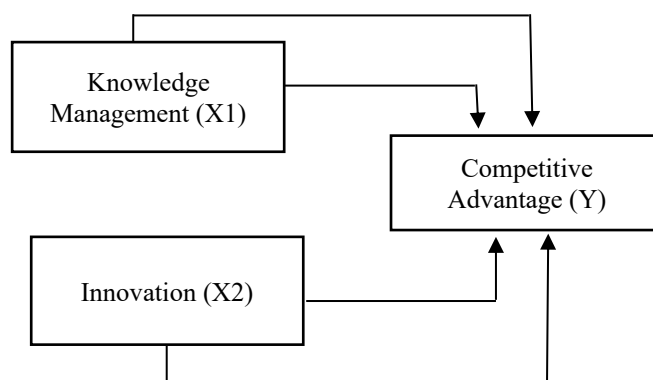 Knowledge
Management (X1)
Competitive
Advantage (Y)
Innovation (X2)